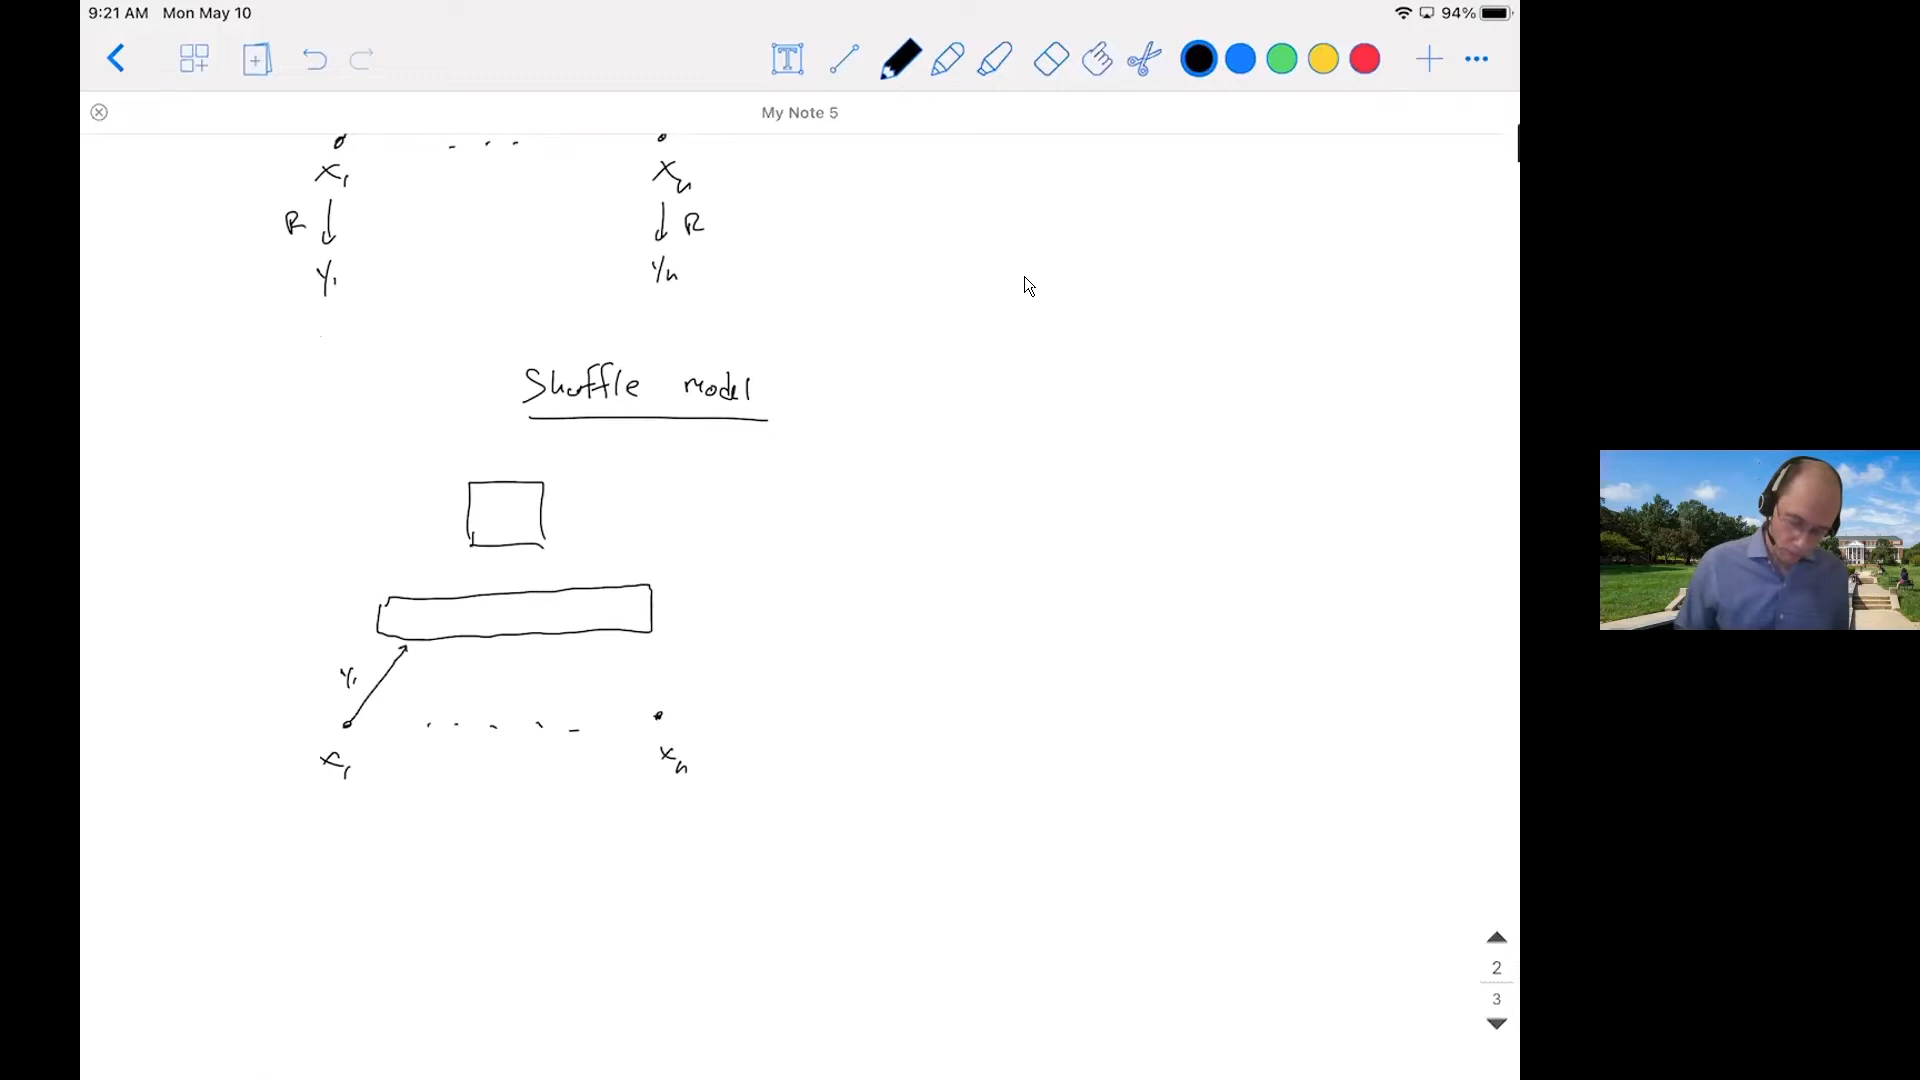 9:21 AM Mon May 10
94%
T
My Note 5
x₁ xₙ
R R
y₁ yₙ
Shuffle model
y₁
x₁ xₙ
2
3